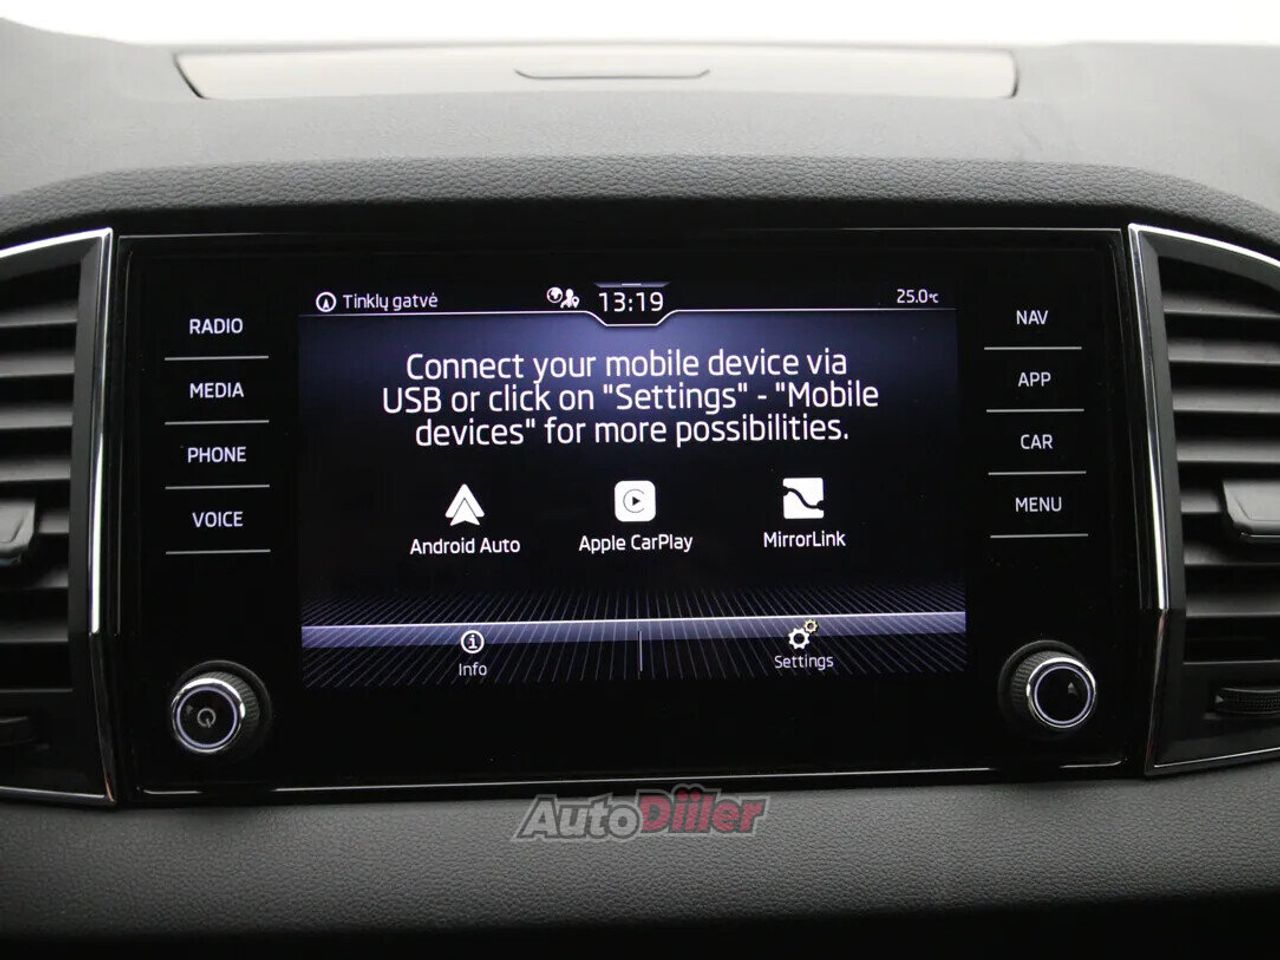 Tinklų gatvė
13:19
25.0°C
RADIO
MEDIA
PHONE
VOICE
Connect your mobile device via
USB or click on "Settings" - "Mobile
devices" for more possibilities.
Android Auto
Apple CarPlay
MirrorLink
Info
Settings
NAV
APP
CAR
MENU
AutoDiiler